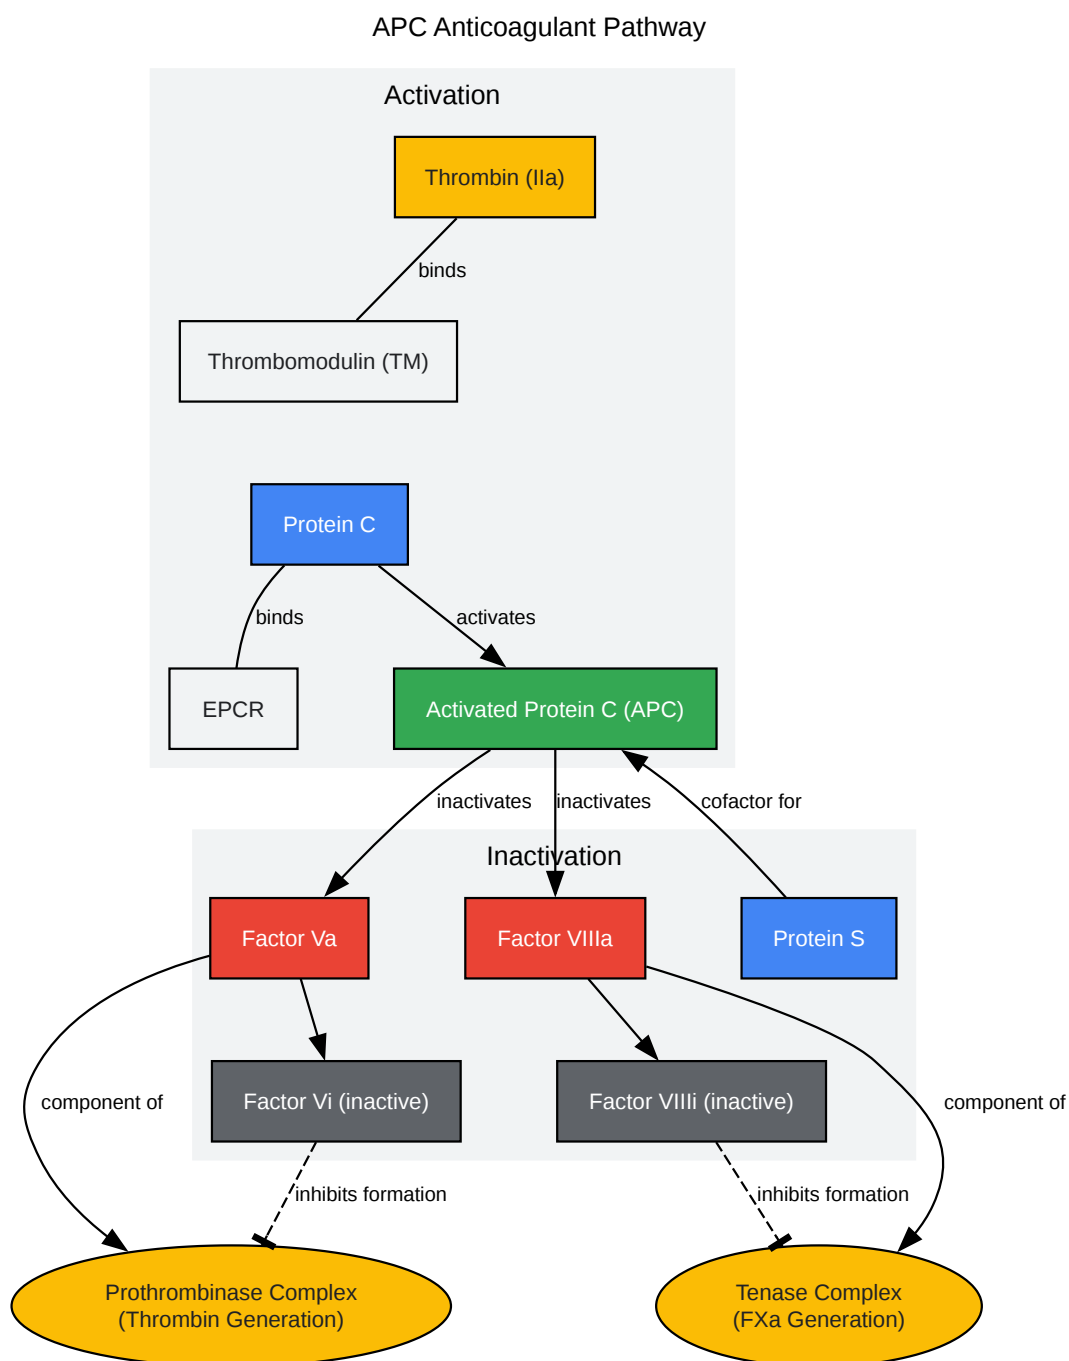 APC Anticoagulant Pathway
Activation
Thrombin (IIa)
binds
Thrombomodulin (TM)
Protein C
binds
activates
EPCR
Activated Protein C (APC)
inactivates
inactivates
cofactor for
Inactivation
Factor Va
Factor VIIIa
Protein S
component of
Factor Vi (inactive)
Factor VIIIi (inactive)
component of
inhibits formation
inhibits formation
Prothrombinase Complex
(Thrombin Generation)
Tenase Complex
(FXa Generation)